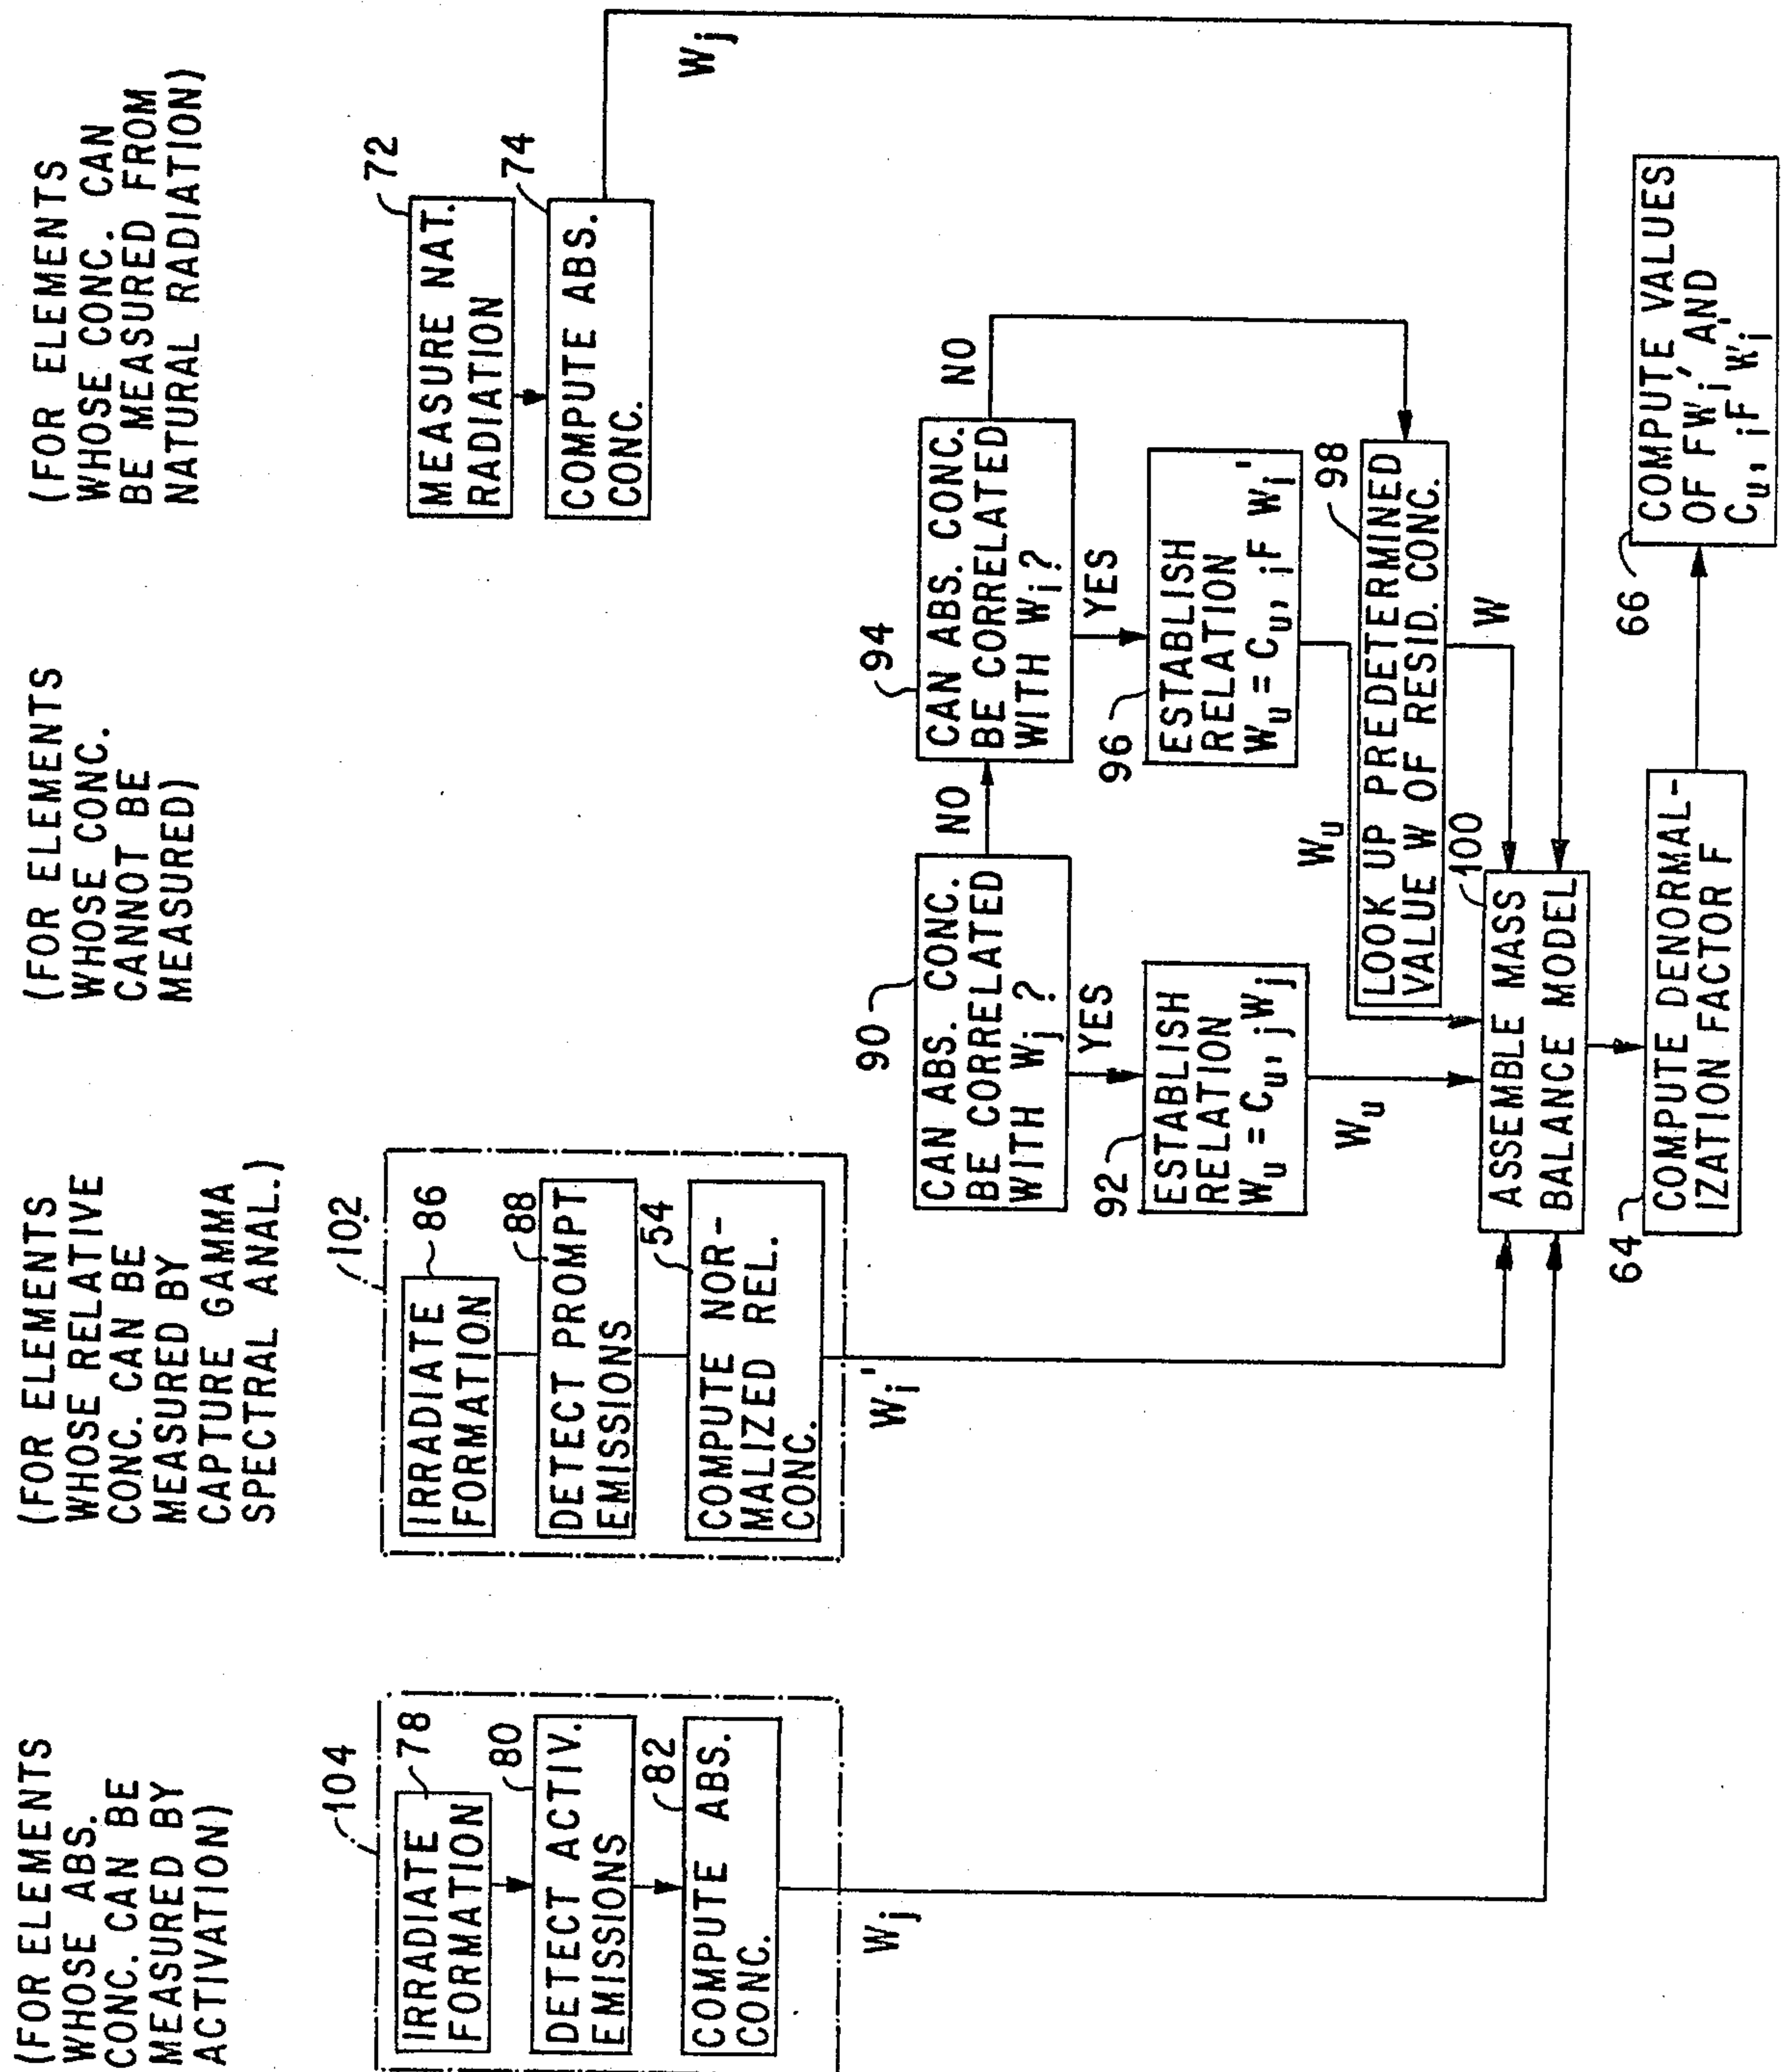 (FOR ELEMENTS
WHOSE ABS.
CONC. CAN BE
MEASURED BY
ACTIVATION)
104
78
IRRADIATE
FORMATION
80
DETECT ACTIV.
EMISSIONS
82
COMPUTE ABS.
CONC.
Wj
(FOR ELEMENTS
WHOSE RELATIVE
CONC. CAN BE
MEASURED BY
CAPTURE GAMMA
SPECTRAL ANAL.)
102
86
IRRADIATE
FORMATION
88
DETECT PROMPT
EMISSIONS
54
COMPUTE NOR-
MALIZED REL.
CONC.
Wi'
(FOR ELEMENTS
WHOSE CONC.
CANNOT BE
MEASURED)
90
CAN ABS. CONC.
BE CORRELATED
WITH Wj?
NO
YES
92
ESTABLISH
RELATION
Wu = Cu,jWj
Wu
94
CAN ABS. CONC.
BE CORRELATED
WITH Wi?
NO
YES
96
ESTABLISH
RELATION
Wu = Cu,iF Wi'
Wu
98
LOOK UP PREDETERMINED
VALUE W OF RESID. CONC.
W
(FOR ELEMENTS
WHOSE CONC. CAN
BE MEASURED FROM
NATURAL RADIATION)
72
MEASURE NAT.
RADIATION
74
COMPUTE ABS.
CONC.
Wj
100
ASSEMBLE MASS
BALANCE MODEL
64
COMPUTE DENORMAL-
IZATION FACTOR F
66
COMPUTE VALUES
OF FWi' AND
Cu,iF Wi'